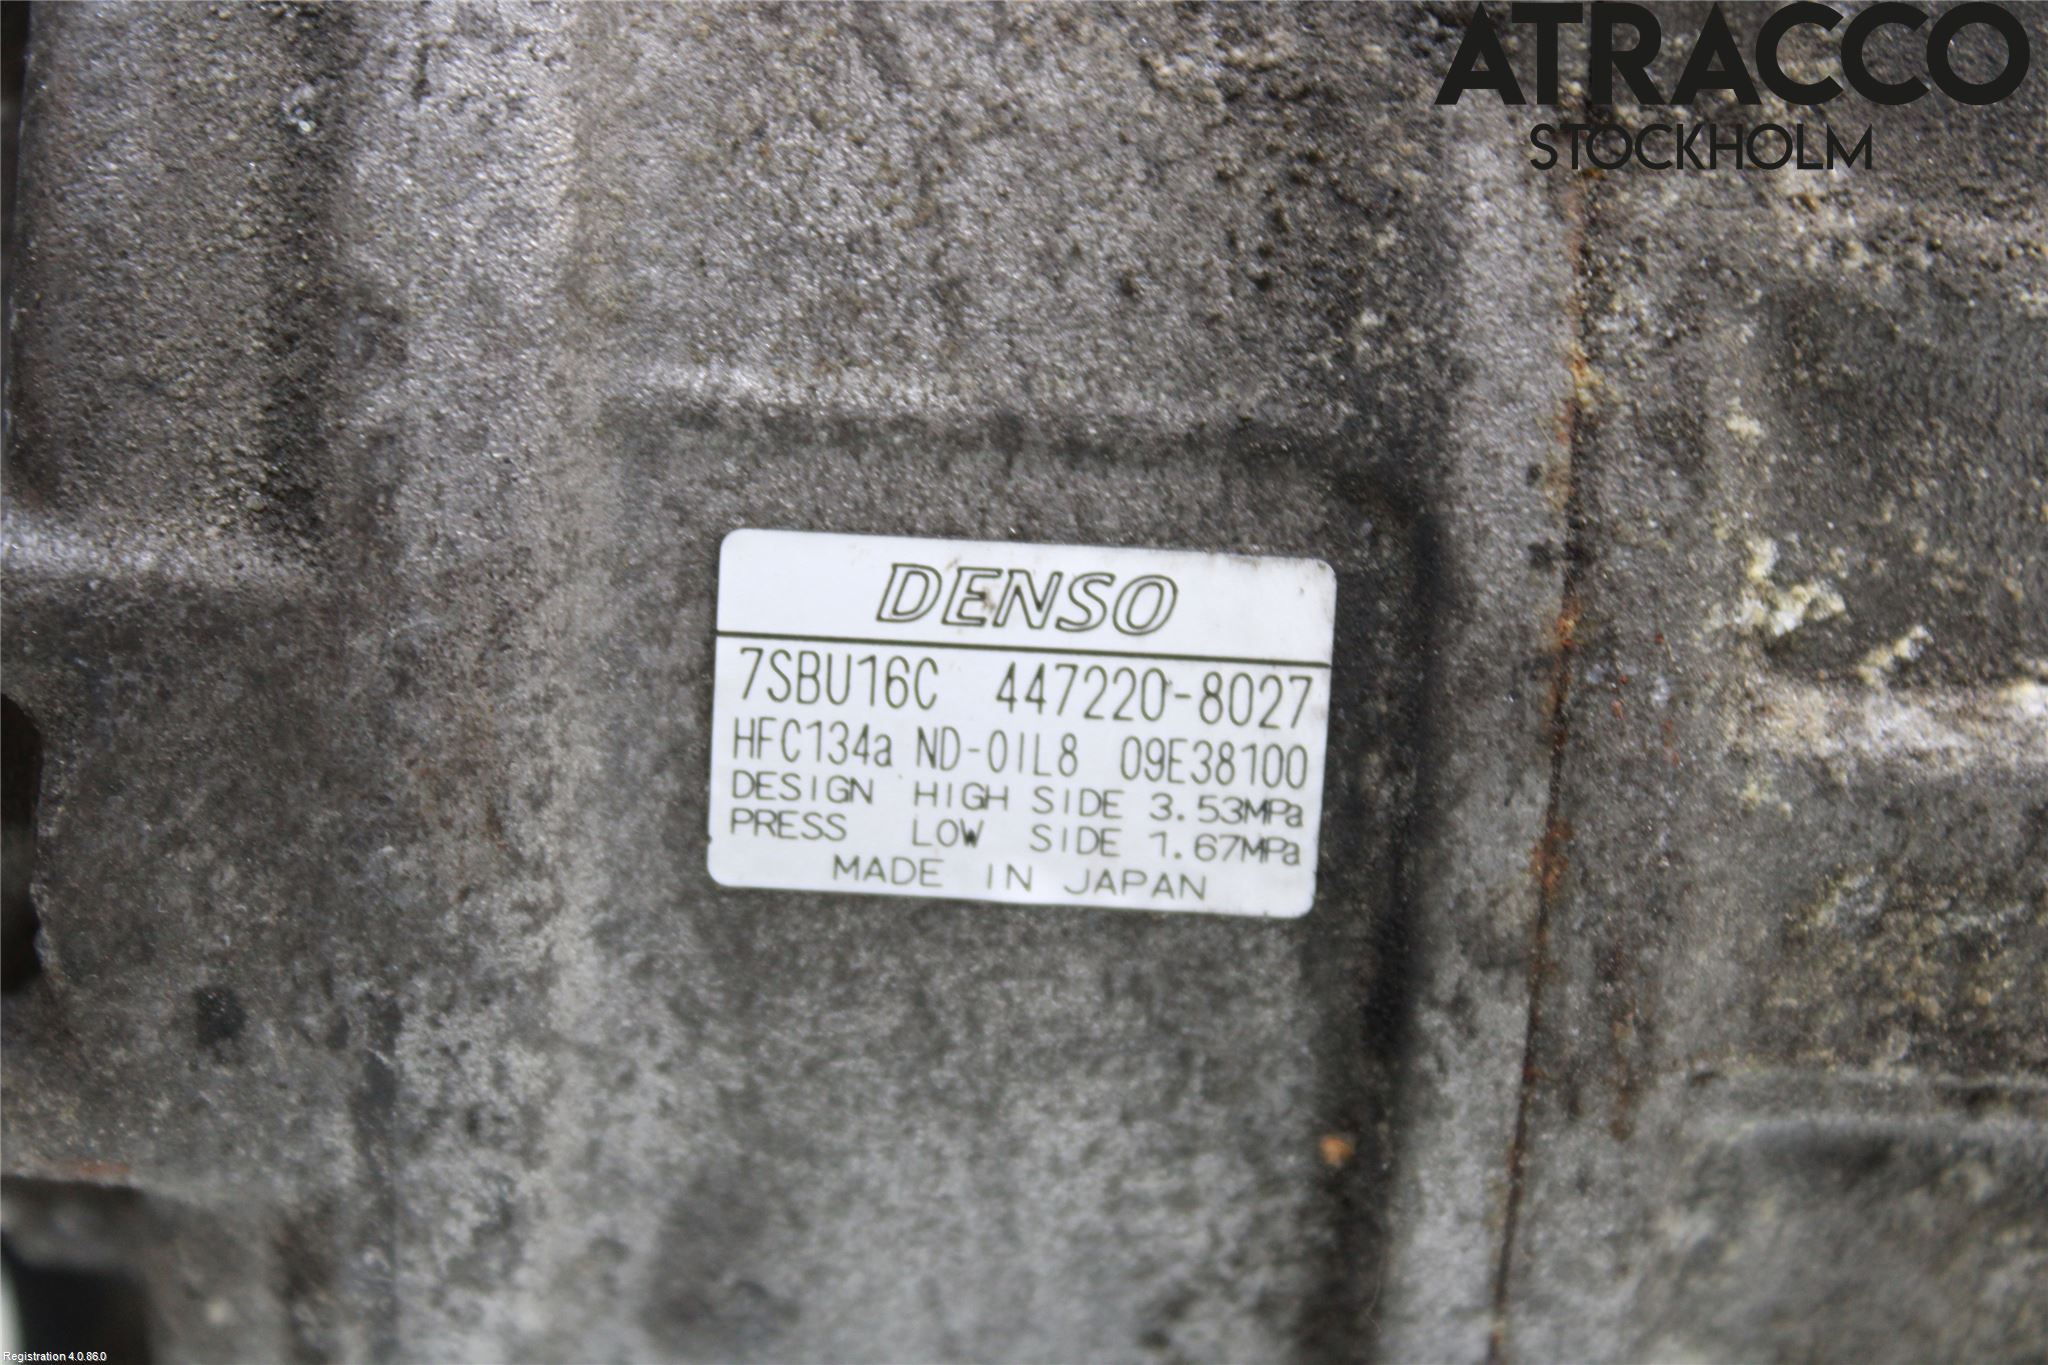 ATRACCO
STOCKHOLM
DENSO
7SBU16C 447220-8027
HFC134a ND-OIL8 09E38100
DESIGN HIGH SIDE 3.53MPa
PRESS LOW SIDE 1.67MPa
MADE IN JAPAN
Registration 4.0.86.0